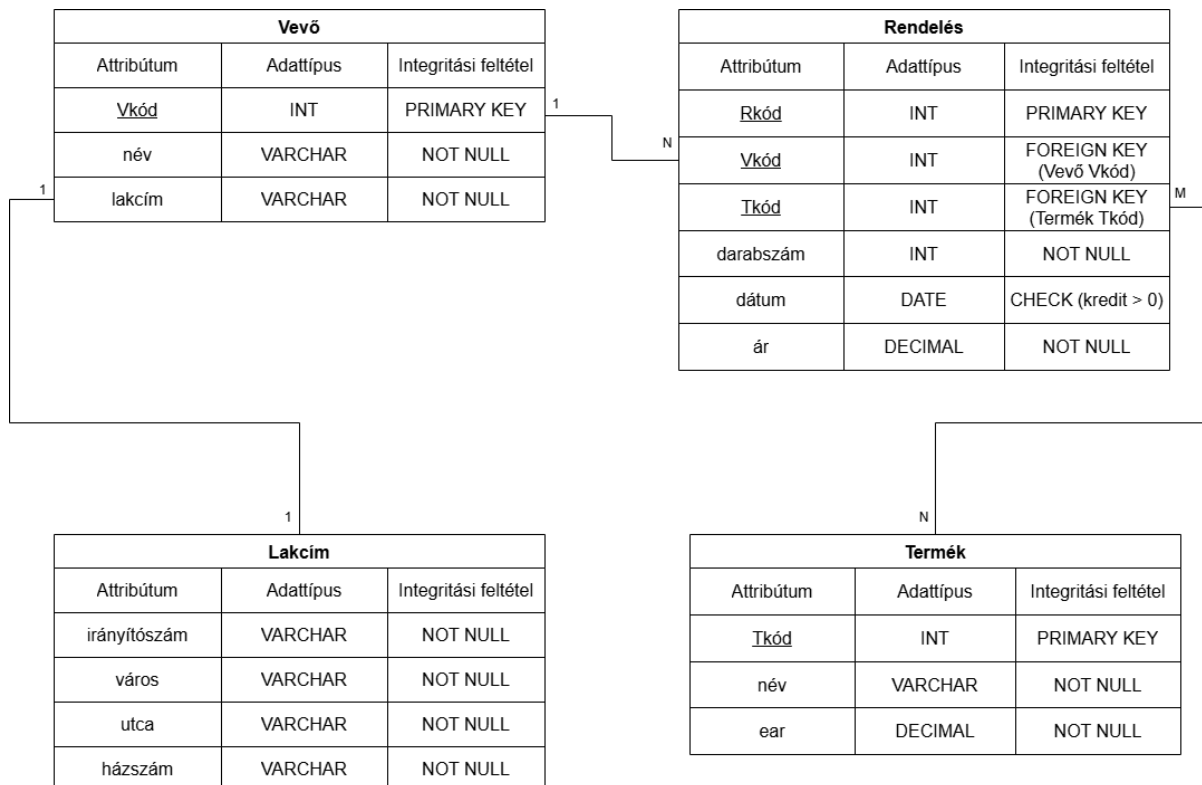 Vevő
Attribútum Adattípus Integritási feltétel
Vkód INT PRIMARY KEY
név VARCHAR NOT NULL
lakcím VARCHAR NOT NULL
1
1
N
Rendelés
Attribútum Adattípus Integritási feltétel
Rkód INT PRIMARY KEY
Vkód INT FOREIGN KEY
(Vevő Vkód)
Tkód INT FOREIGN KEY
(Termék Tkód)
darabszám INT NOT NULL
dátum DATE CHECK (kredit > 0)
ár DECIMAL NOT NULL
M
1
Lakcím
Attribútum Adattípus Integritási feltétel
irányítószám VARCHAR NOT NULL
város VARCHAR NOT NULL
utca VARCHAR NOT NULL
házszám VARCHAR NOT NULL
N
Termék
Attribútum Adattípus Integritási feltétel
Tkód INT PRIMARY KEY
név VARCHAR NOT NULL
ear DECIMAL NOT NULL